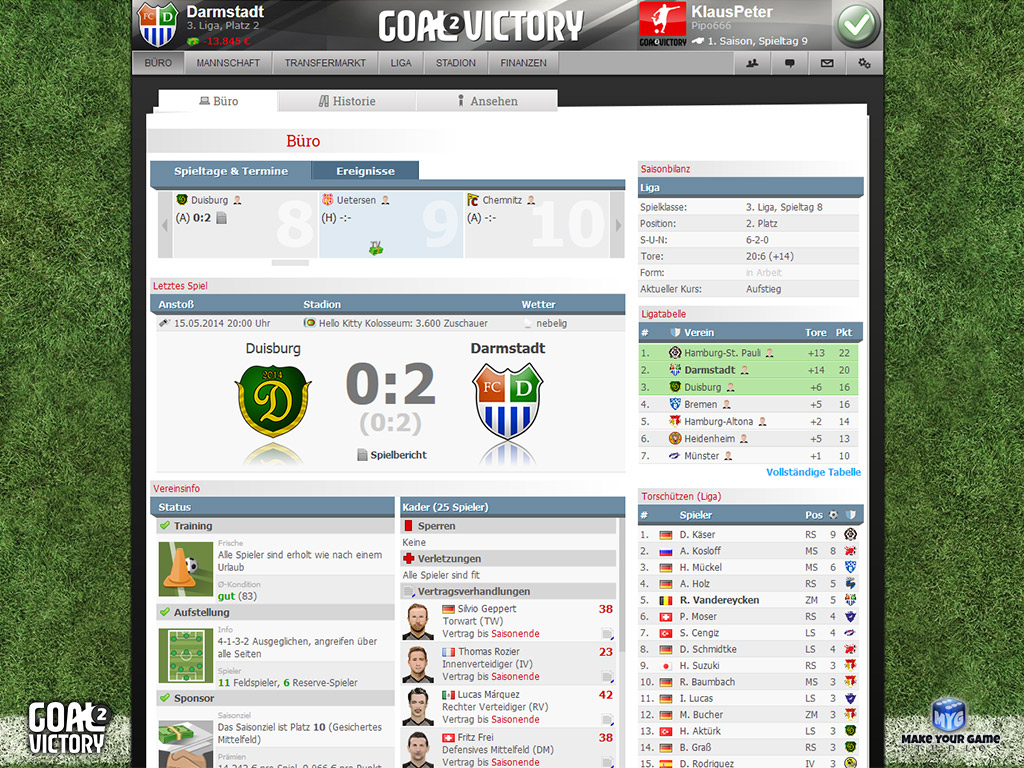 Darmstadt
3. Liga, Platz 2
-13.845 €
GOAL 2 VICTORY
KlausPeter
Pipo666
1. Saison, Spieltag 9
GOAL 2 VICTORY
BÜRO MANNSCHAFT TRANSFERMARKT LIGA STADION FINANZEN
Büro Historie Ansehen
Büro
Spieltage & Termine Ereignisse
Duisburg 8
(A) 0:2
Uetersen 9
(H) -:-
TV
Chemnitz 10
(A) -:-
Letztes Spiel
Anstoß Stadion Wetter
15.05.2014 20:00 Uhr Hello Kitty Kolosseum: 3.600 Zuschauer neblig
Duisburg Darmstadt
2014
D
0:2
(0:2)
FC D
Spielbericht
Vereinsinfo
Status
Training
Frische
Alle Spieler sind erholt wie nach einem
Urlaub
Ø-Kondition
gut (83)
Aufstellung
Info
4-1-3-2 Ausgeglichen, angreifen über
alle Seiten
Spieler
11 Feldspieler, 6 Reserve-Spieler
Sponsor
Saisonziel
Das Saisonziel ist Platz 10 (Gesichertes
Mittelfeld)
Prämien
Kader (25 Spieler)
Sperren
Keine
Verletzungen
Alle Spieler sind fit
Vertragsverhandlungen
Silvio Geppert 38
Torwart (TW)
Vertrag bis Saisonende
Thomas Rozier 23
Innenverteidiger (IV)
Vertrag bis Saisonende
Lucas Márquez 42
Rechter Verteidiger (RV)
Vertrag bis Saisonende
Fritz Frei 38
Defensives Mittelfeld (DM)
Vertrag bis Saisonende
Saisonbilanz
Liga
Spielklasse: 3. Liga, Spieltag 8
Position: 2. Platz
S-U-N: 6-2-0
Tore: 20:6 (+14)
Form: in Arbeit
Aktueller Kurs: Aufstieg
Ligatabelle
# Verein Tore Pkt
1. Hamburg-St. Pauli +13 22
2. Darmstadt +14 20
3. Duisburg +6 16
4. Bremen +5 16
5. Hamburg-Altona +2 14
6. Heidenheim +5 13
7. Münster +1 10
Vollständige Tabelle
Torschützen (Liga)
# Spieler Pos
1. D. Käser RS 9
2. A. Kosloff MS 8
3. H. Mückel MS 6
4. A. Holz RS 5
5. R. Vandereycken ZM 5
6. P. Moser RS 4
7. S. Cengiz LS 4
8. D. Schmidtke LS 4
9. H. Suzuki RS 3
10. R. Baumbach MS 3
11. I. Lucas LS 3
12. M. Bucher ZM 3
13. H. Aktürk LS 3
14. B. Graß RS 3
15. D. Rodriguez IV 3
GOAL 2
VICTORY
MYG
MAKE YOUR GAME
STUDIOS